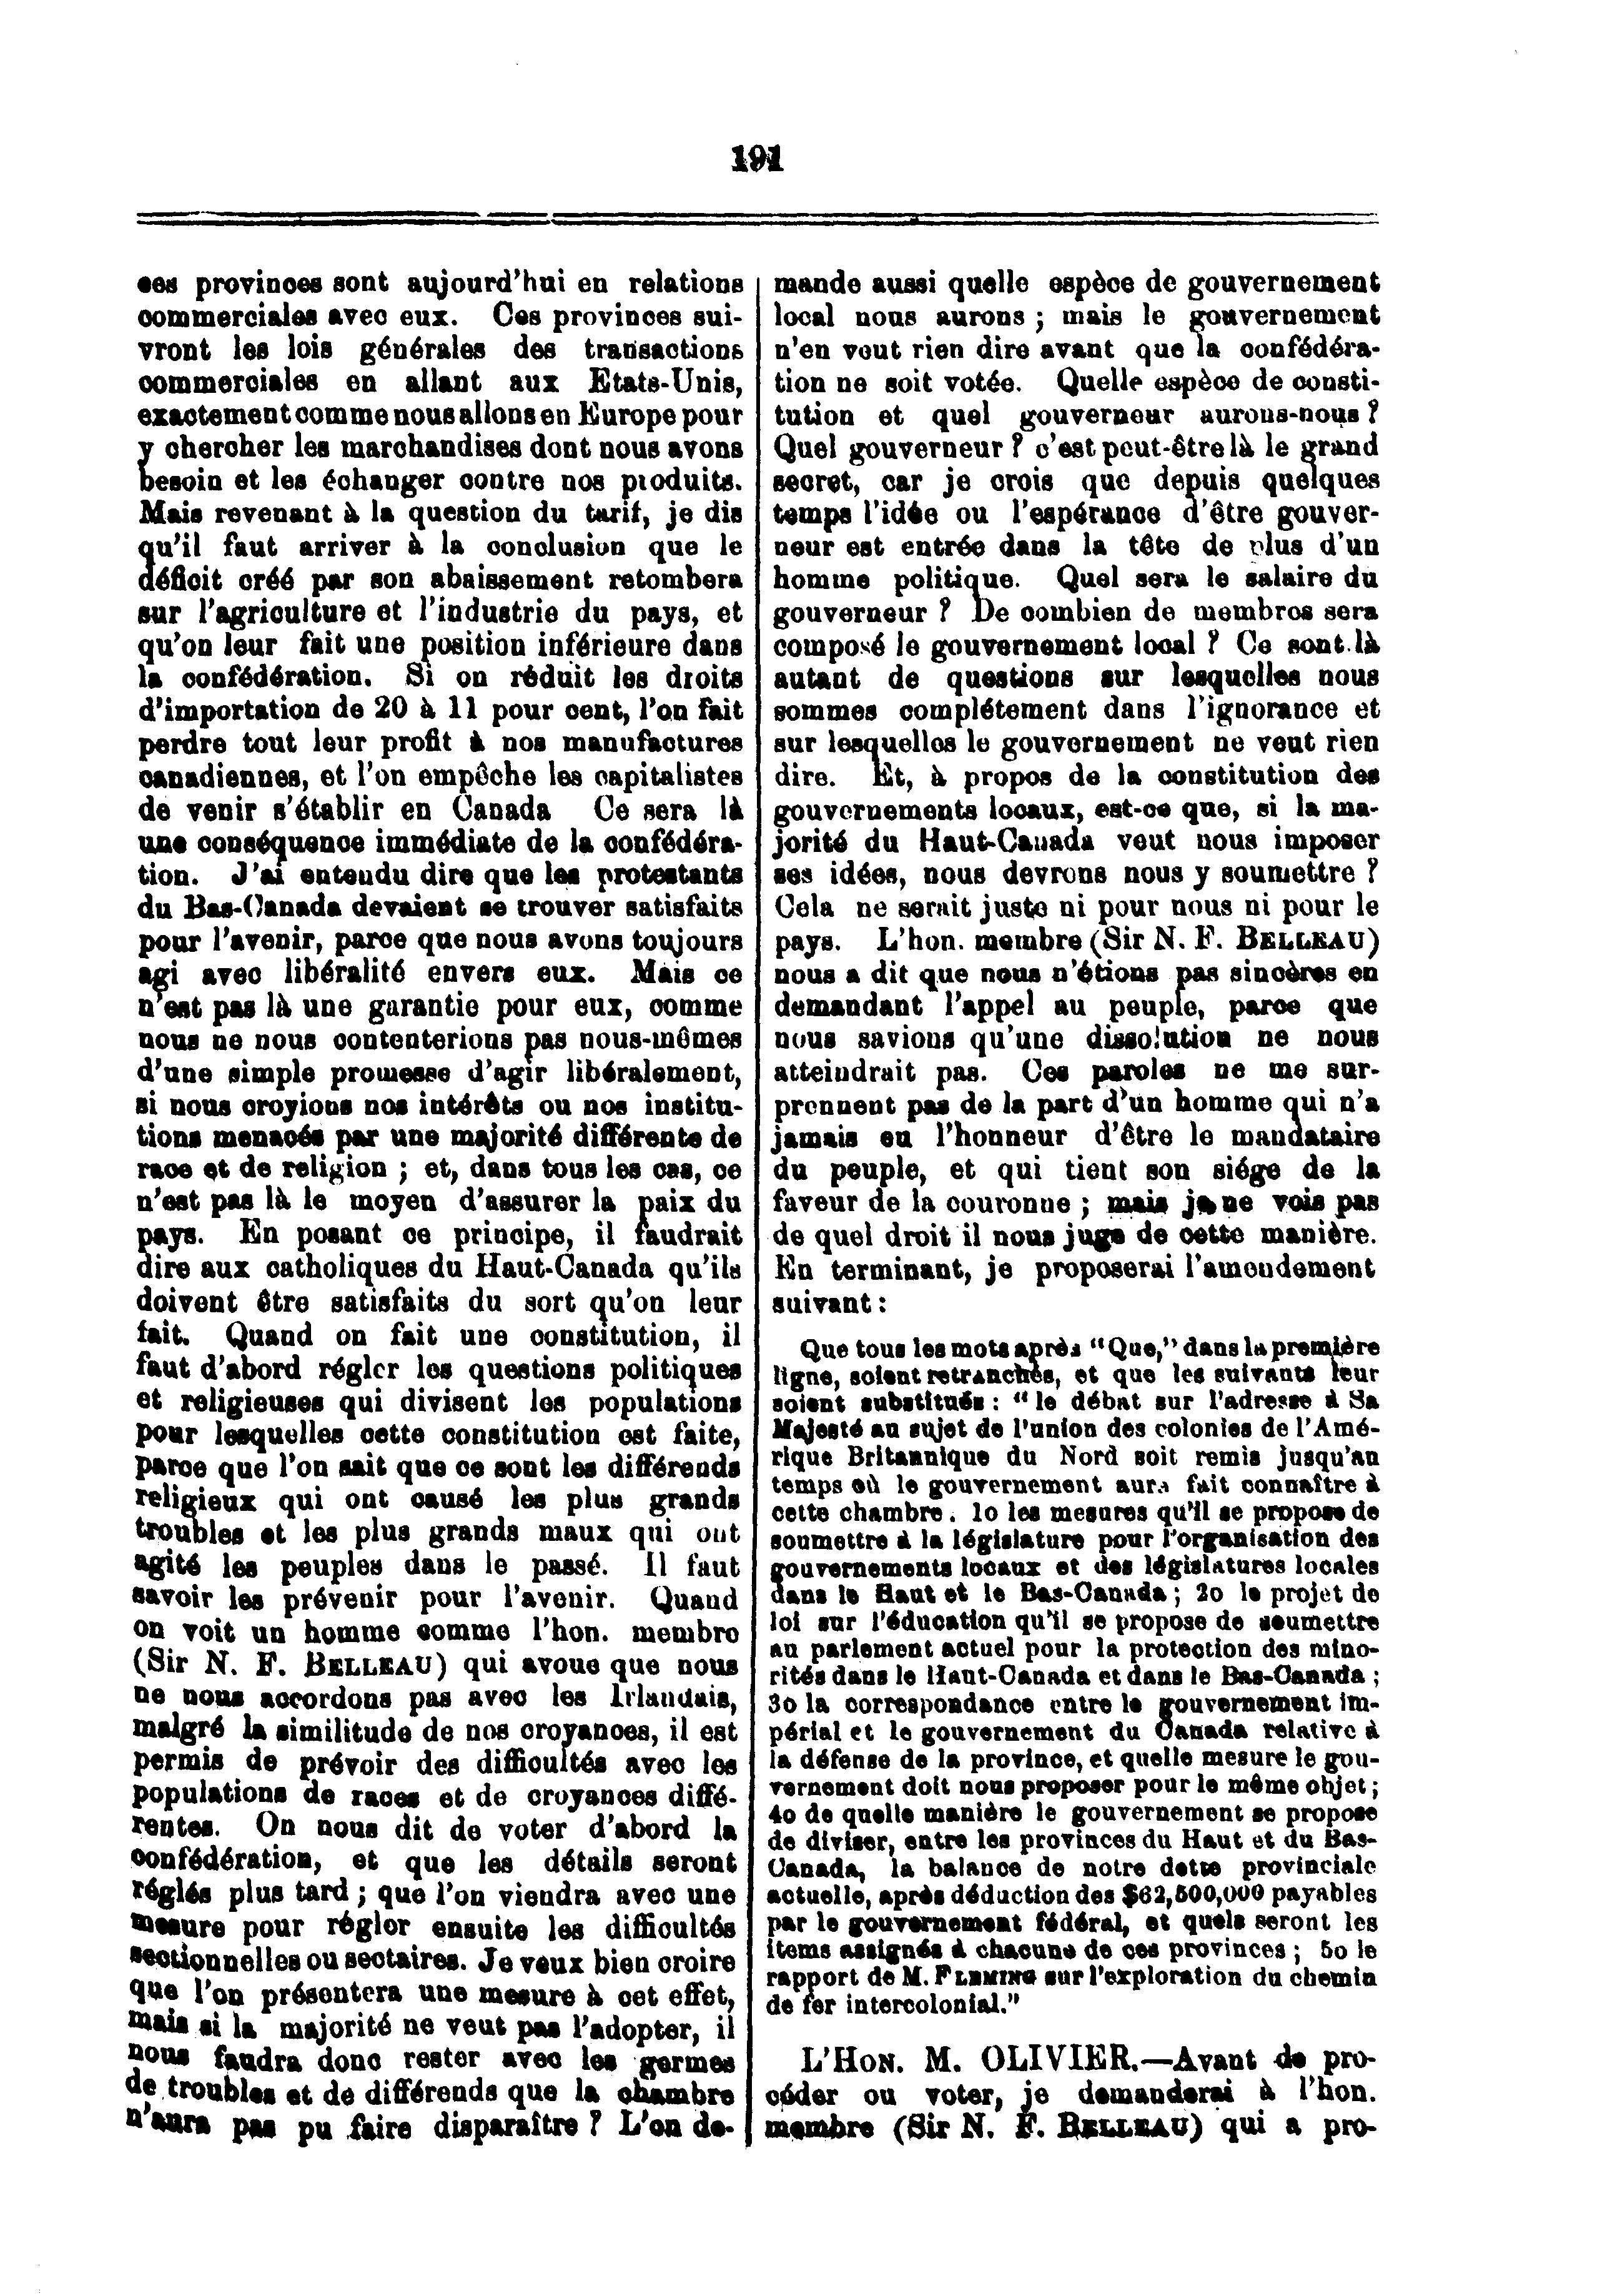 191
ces provinces sont aujourd'hui en relations
commerciales avec eux. Ces provinces sui-
vront les lois générales des transactions
commerciales en allant aux Etats-Unis,
exactement comme nous allons en Europe pour
y chercher les marchandises dont nous avons
besoin et les échanger contre nos produits.
Mais revenant à la question du tarif, je dis
qu'il faut arriver à la conclusion que le
déficit créé par son abaissement retombera
sur l'agriculture et l'industrie du pays, et
qu'on leur fait une position inférieure dans
la confédération. Si on réduit les droits
d'importation de 20 à 11 pour cent, l'on fait
perdre tout leur profit à nos manufactures
canadiennes, et l'on empêche les capitalistes
de venir s'établir en Canada Ce sera là
une conséquence immédiate de la confédéra-
tion. J'ai entendu dire que les protestants
du Bas-Canada devaient se trouver satisfaits
pour l'avenir, parce que nous avons toujours
agi avec libéralité envers eux. Mais ce
n'est pas là une garantie pour eux, comme
nous ne nous contenterions pas nous-mêmes
d'une simple promesse d'agir libéralement,
si nous croyions nos intérêts ou nos institu-
tions menacés par une majorité différente de
race et de religion ; et, dans tous les cas, ce
n'est pas là le moyen d'assurer la paix du
pays. En posant ce principe, il faudrait
dire aux catholiques du Haut-Canada qu'ils
doivent être satisfaits du sort qu'on leur
fait. Quand on fait une constitution, il
faut d'abord régler les questions politiques
et religieuses qui divisent les populations
pour lesquelles cette constitution est faite,
parce que l'on sait que ce sont les différends
religieux qui ont causé les plus grands
troubles et les plus grands maux qui ont
agité les peuples dans le passé. Il faut
savoir les prévenir pour l'avenir. Quand
on voit un homme comme l'hon. membre
(Sir N. F. BELLEAU) qui avoue que nous
ne nous accordons pas avec les Irlandais,
malgré la similitude de nos croyances, il est
permis de prévoir des difficultés avec les
populations de races et de croyances diffé-
rentes. On nous dit de voter d'abord la
confédération, et que les détails seront
réglés plus tard ; que l'on viendra avec une
mesure pour régler ensuite les difficultés
sectionnelles ou sectaires. Je veux bien croire
que l'on présentera une mesure à cet effet,
mais si la majorité ne veut pas l'adopter, il
nous faudra donc rester avec les germes
de troubles et de différends que la chambre
n'aura pas pu faire disparaître ? L'on de-
mande aussi quelle espèce de gouvernement
local nous aurons ; mais le gouvernement
n'en veut rien dire avant que la confédéra-
tion ne soit votée. Quelle espèce de consti-
tution et quel gouverneur aurons-nous ?
Quel gouverneur ? c'est peut-être là le grand
secret, car je crois que depuis quelques
temps l'idée ou l'espérance d'être gouver-
neur est entrée dans la tête de plus d'un
homme politique. Quel sera le salaire du
gouverneur ? De combien de membres sera
composé le gouvernement local ? Ce sont là
autant de questions sur lesquelles nous
sommes complétement dans l'ignorance et
sur lesquelles le gouvernement ne veut rien
dire. Et, à propos de la constitution des
gouvernements locaux, est-ce que, si la ma-
jorité du Haut-Canada veut nous imposer
ses idées, nous devrons nous y soumettre ?
Cela ne serait juste ni pour nous ni pour le
pays. L'hon. membre (Sir N. F. BELLEAU)
nous a dit que nous n'étions pas sincères en
demandant l'appel au peuple, parce que
nous savions qu'une dissolution ne nous
atteindrait pas. Ces paroles ne me sur-
prennent pas de la part d'un homme qui n'a
jamais eu l'honneur d'être le mandataire
du peuple, et qui tient son siége de la
faveur de la couronne ; mais je ne vois pas
de quel droit il nous juge de cette manière.
En terminant, je proposerai l'amendement
suivant :
Que tous les mots après "Que," dans la première
ligne, soient retranchés, et que les suivants leur
soient substitués : "le débat sur l'adresse à Sa
Majesté au sujet de l'union des colonies de l'Amé-
rique Britannique du Nord soit remis jusqu'au
temps où le gouvernement aura fait connaître à
cette chambre. 1o les mesures qu'il se propose de
soumettre à la législature pour l'organisation des
gouvernements locaux et des législatures locales
dans le Haut et le Bas-Canada ; 2o le projet de
loi sur l'éducation qu'il se propose de soumettre
au parlement actuel pour la protection des mino-
rités dans le Haut-Canada et dans le Bas-Canada ;
3o la correspondance entre le gouvernement im-
périal et le gouvernement du Canada relative à
la défense de la province, et quelle mesure le gou-
vernement doit nous proposer pour le même objet ;
4o de quelle manière le gouvernement se propose
de diviser, entre les provinces du Haut et du Bas-
Canada, la balance de notre dette provinciale
actuelle, après déduction des $62,500,000 payables
par le gouvernement fédéral, et quels seront les
items assignés à chacune de ces provinces ; 5o le
rapport de M. FLEMING sur l'exploration du chemin
de fer intercolonial."
L'HON. M. OLIVIER.—Avant de pro-
céder ou voter, je demanderai à l'hon.
membre (Sir N. F. BELLEAU) qui a pro-